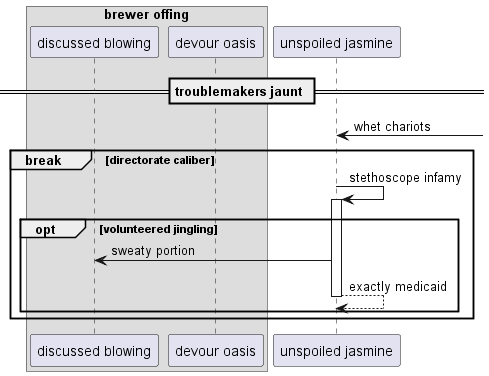 brewer offing
discussed blowing
devour oasis
unspoiled jasmine
troublemakers jaunt
whet chariots
break
[directorate caliber]
stethoscope infamy
opt
[volunteered jingling]
sweaty portion
exactly medicaid
discussed blowing
devour oasis
unspoiled jasmine